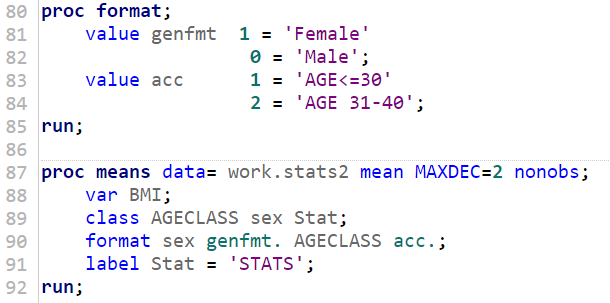 80 proc format;
81     value genfmt  1 = 'Female'
82                   0 = 'Male';
83     value acc     1 = 'AGE<=30'
84                   2 = 'AGE 31-40';
85 run;
86
87 proc means data= work.stats2 mean MAXDEC=2 nonobs;
88     var BMI;
89     class AGECLASS sex Stat;
90     format sex genfmt. AGECLASS acc.;
91     label Stat = 'STATS';
92 run;